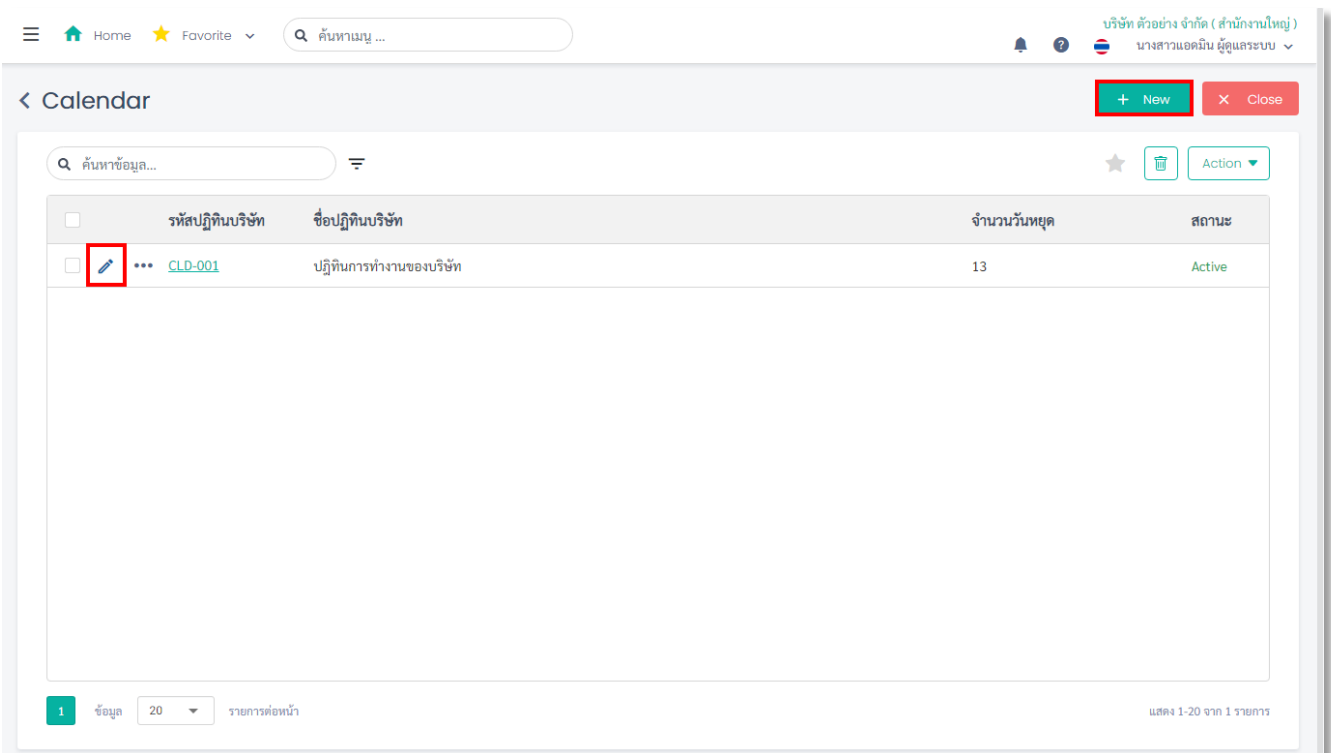 Home Favorite ค้นหาเมนู ...
บริษัท ตัวอย่าง จำกัด ( สำนักงานใหญ่ )
นางสาวแอดมิน ผู้ดูแลระบบ
Calendar
+ New
X Close
ค้นหาข้อมูล...
Action
รหัสปฏิทินบริษัท ชื่อปฏิทินบริษัท จำนวนวันหยุด สถานะ
CLD-001 ปฎิทินการทำงานของบริษัท 13 Active
1 ข้อมูล 20 รายการต่อหน้า แสดง 1-20 จาก 1 รายการ